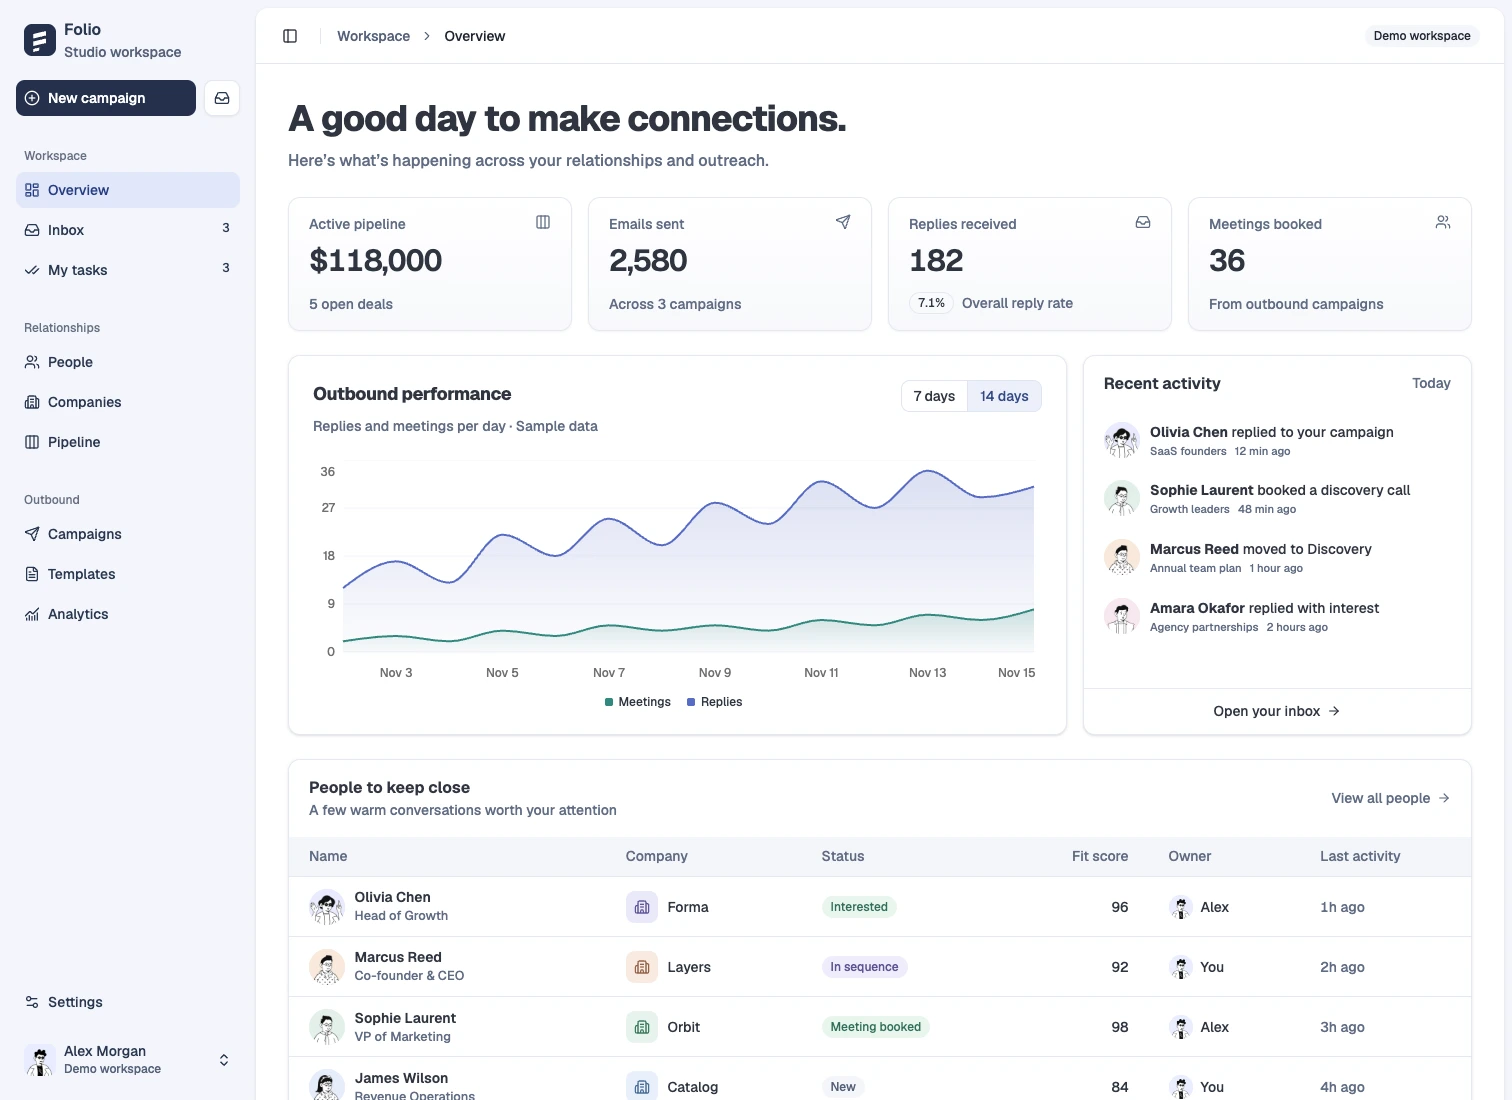 Folio
Studio workspace
New campaign
Workspace
Overview
Inbox 3
My tasks 3
Relationships
People
Companies
Pipeline
Outbound
Campaigns
Templates
Analytics
Settings
Alex Morgan
Demo workspace
Workspace > Overview
Demo workspace
A good day to make connections.
Here’s what’s happening across your relationships and outreach.
Active pipeline
$118,000
5 open deals
Emails sent
2,580
Across 3 campaigns
Replies received
182
7.1% Overall reply rate
Meetings booked
36
From outbound campaigns
Outbound performance
Replies and meetings per day · Sample data
7 days 14 days
36
27
18
9
0
Nov 3 Nov 5 Nov 7 Nov 9 Nov 11 Nov 13 Nov 15
Meetings Replies
Recent activity Today
Olivia Chen replied to your campaign
SaaS founders 12 min ago
Sophie Laurent booked a discovery call
Growth leaders 48 min ago
Marcus Reed moved to Discovery
Annual team plan 1 hour ago
Amara Okafor replied with interest
Agency partnerships 2 hours ago
Open your inbox →
People to keep close
A few warm conversations worth your attention
View all people →
Name Company Status Fit score Owner Last activity
Olivia Chen
Head of Growth
Forma Interested 96 Alex 1h ago
Marcus Reed
Co-founder & CEO
Layers In sequence 92 You 2h ago
Sophie Laurent
VP of Marketing
Orbit Meeting booked 98 Alex 3h ago
James Wilson
Revenue Operations
Catalog New 84 You 4h ago